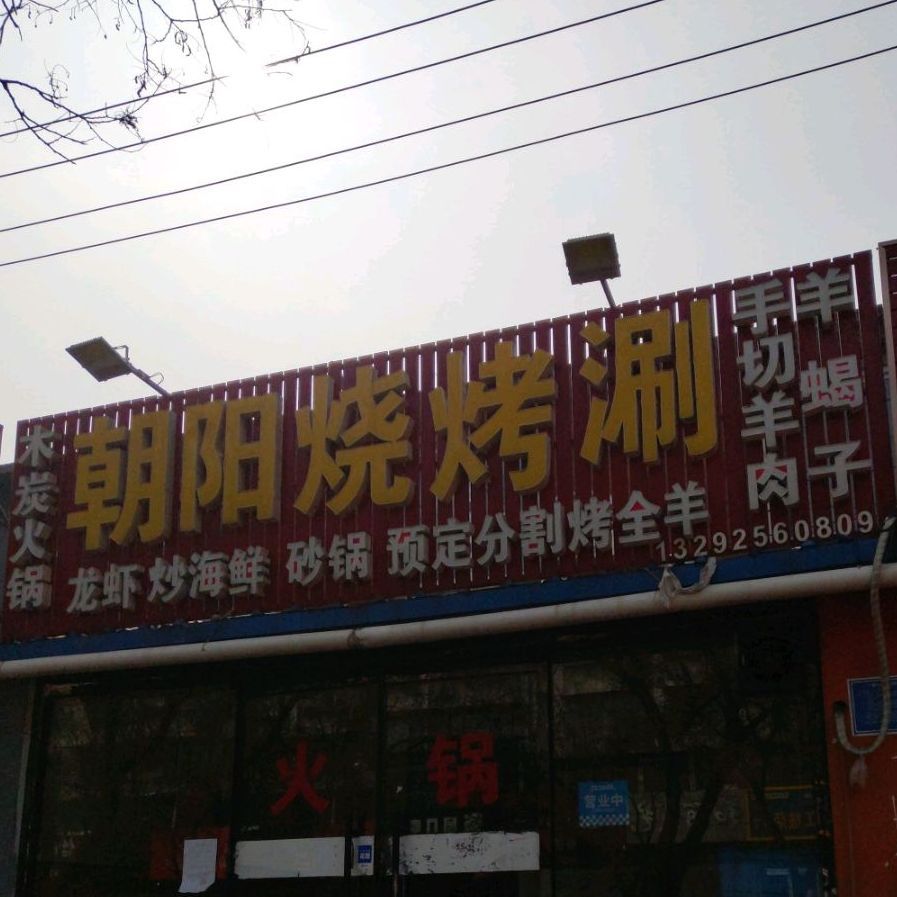 木炭火锅
朝阳烧烤涮
手切羊肉
羊蝎子
龙虾 炒海鲜 砂锅 预定分割烤全羊
13292560809
火锅
营业中